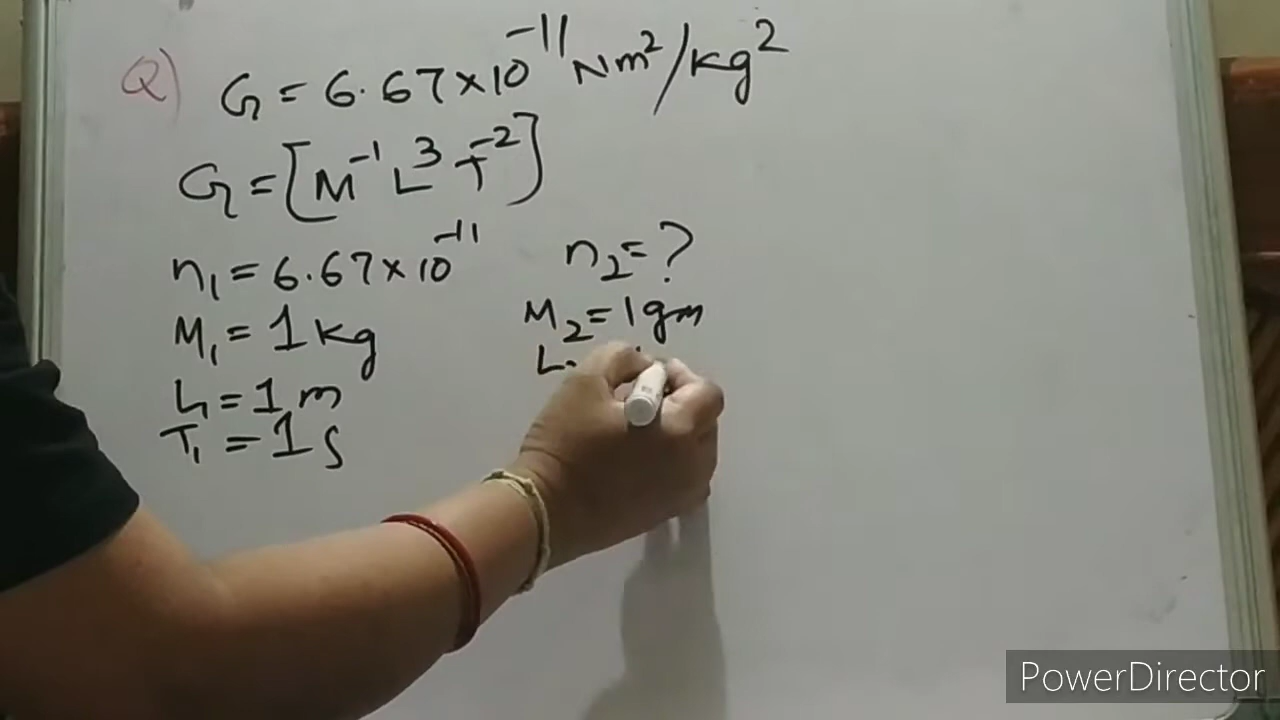 Q) G = 6.67×10⁻¹¹ Nm²/kg²
G = [M⁻¹ L³ T⁻²]
n₁ = 6.67×10⁻¹¹
n₂ = ?
M₁ = 1 kg
M₂ = 1 gm
L₁ = 1 m
L
T₁ = 1 s
PowerDirector